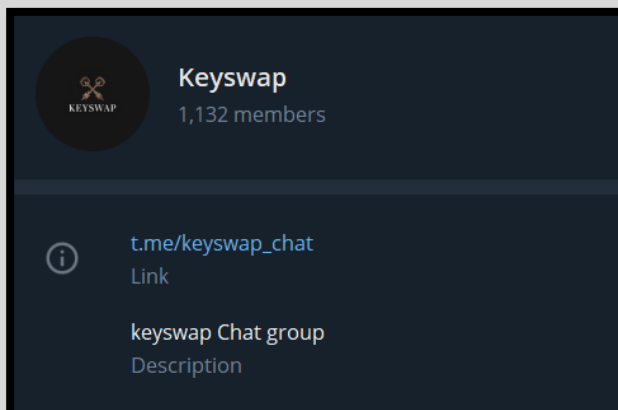 KEYSWAP
Keyswap
1,132 members
t.me/keyswap_chat
Link
keyswap Chat group
Description